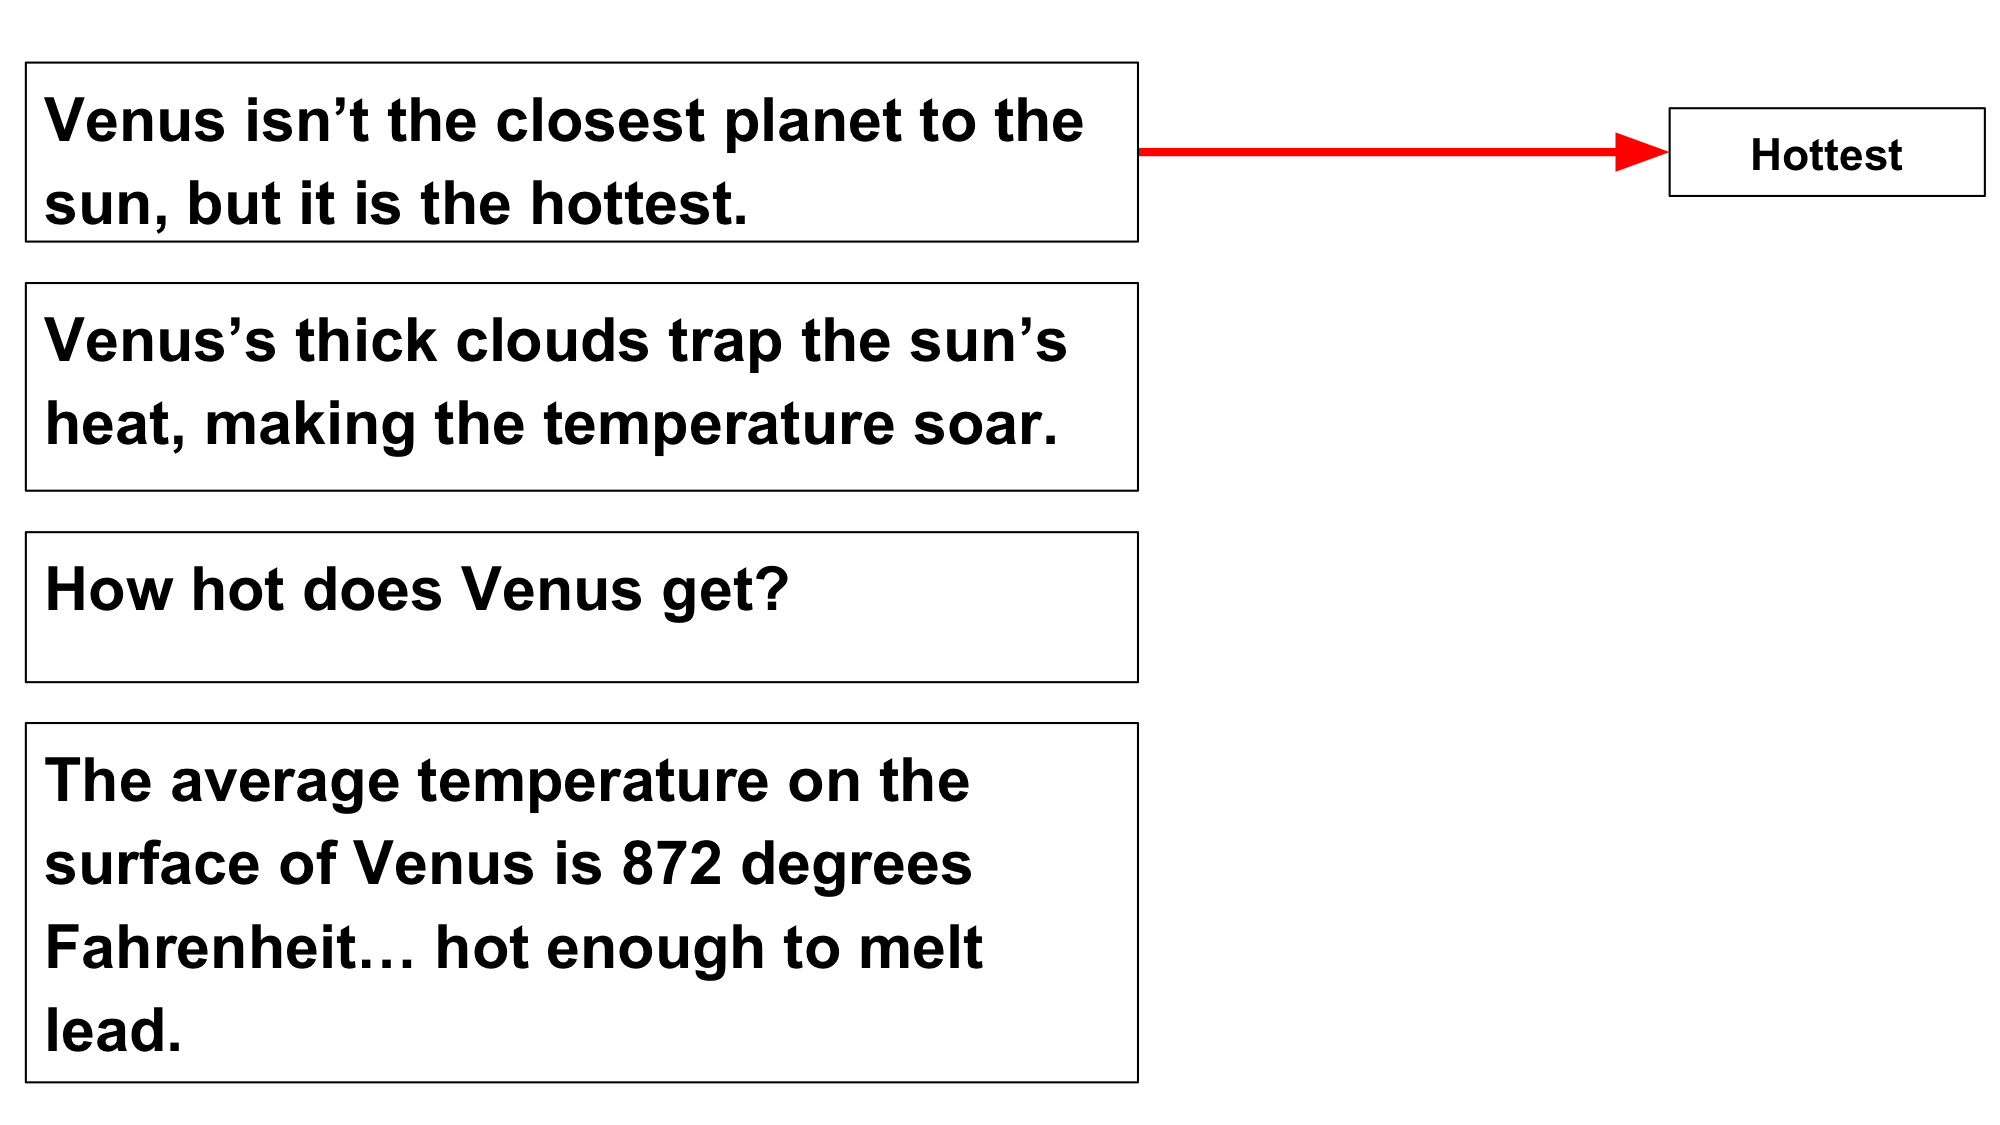 Venus isn’t the closest planet to the
sun, but it is the hottest.
Hottest
Venus’s thick clouds trap the sun’s
heat, making the temperature soar.
How hot does Venus get?
The average temperature on the
surface of Venus is 872 degrees
Fahrenheit… hot enough to melt
lead.